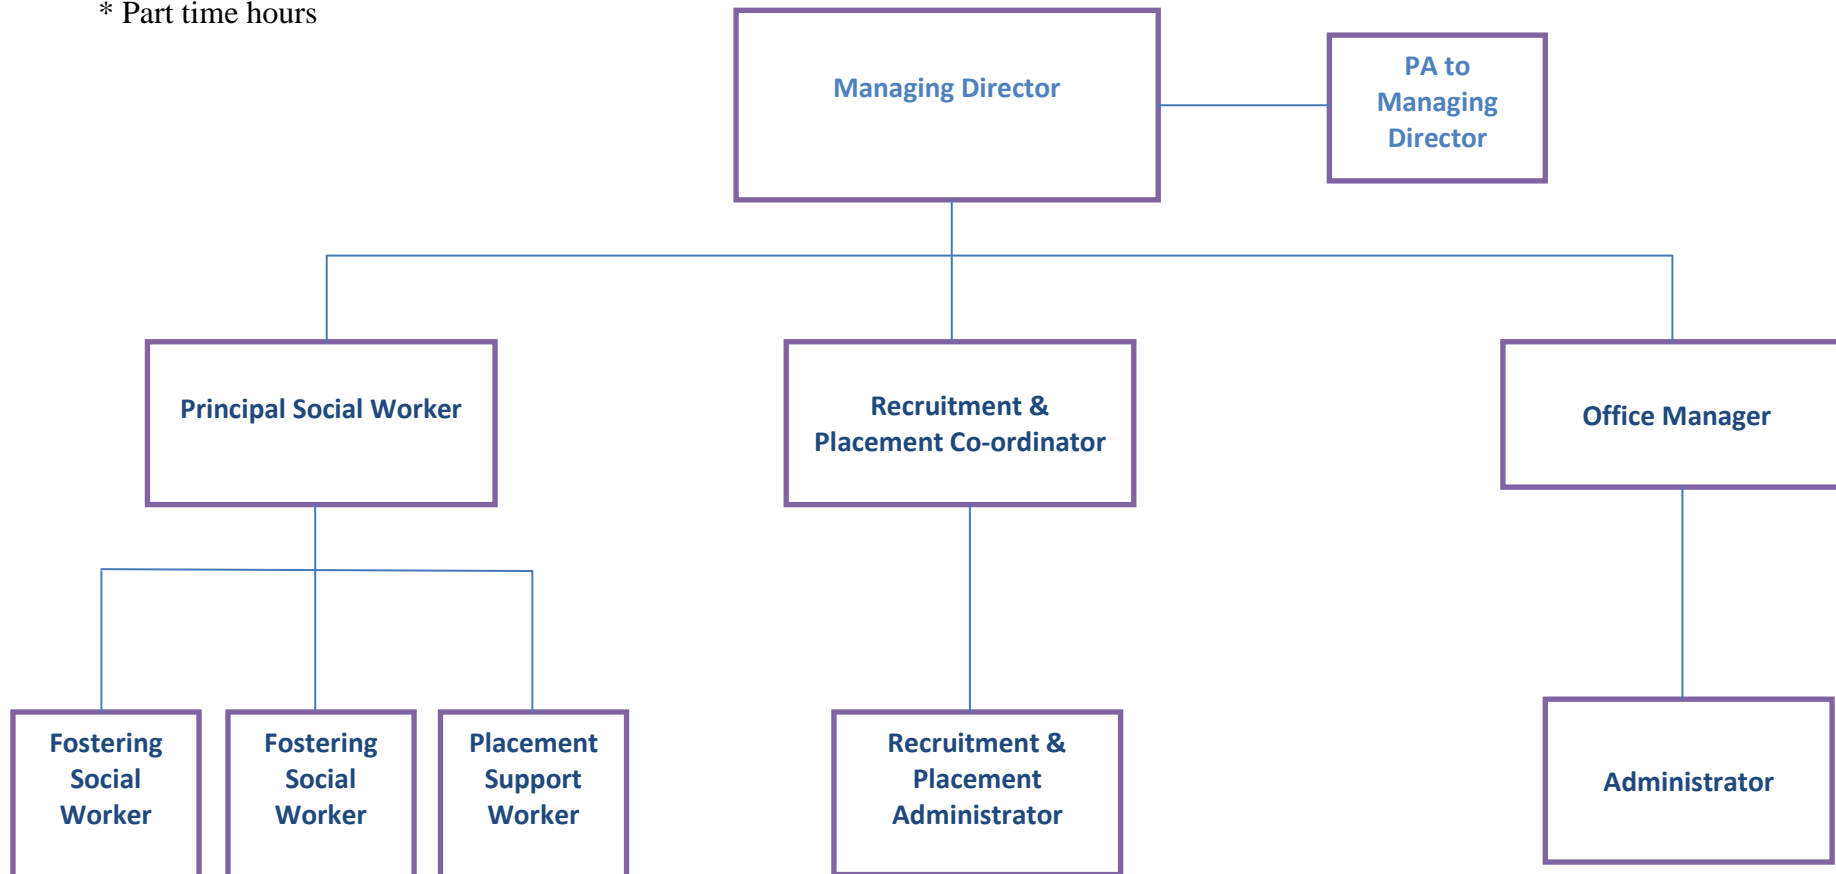 * Part time hours
Managing Director
PA to
Managing
Director
Principal Social Worker
Recruitment &
Placement Co-ordinator
Office Manager
Fostering
Social
Worker
Fostering
Social
Worker
Placement
Support
Worker
Recruitment &
Placement
Administrator
Administrator